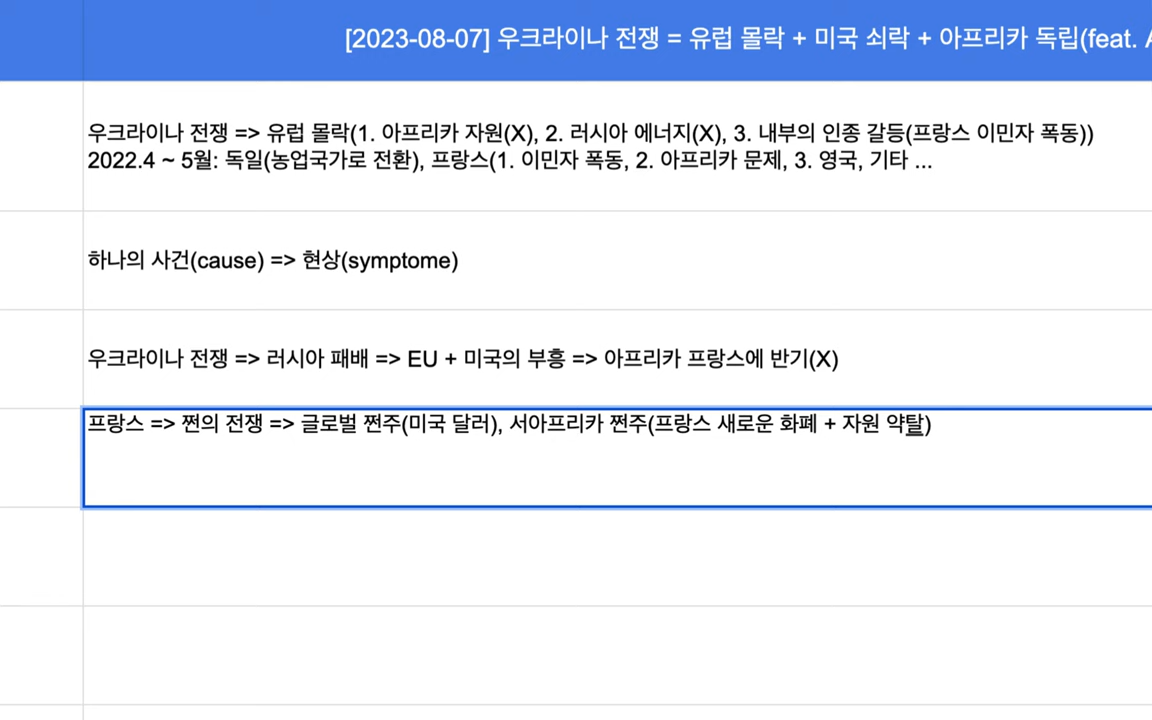 [2023-08-07] 우크라이나 전쟁 = 유럽 몰락 + 미국 쇠락 + 아프리카 독립(feat.
우크라이나 전쟁 => 유럽 몰락(1. 아프리카 자원(X), 2. 러시아 에너지(X), 3. 내부의 인종 갈등(프랑스 이민자 폭동))
2022.4 ~ 5월: 독일(농업국가로 전환), 프랑스(1. 이민자 폭동, 2. 아프리카 문제, 3. 영국, 기타 ...
하나의 사건(cause) => 현상(symptome)
우크라이나 전쟁 => 러시아 패배 => EU + 미국의 부흥 => 아프리카 프랑스에 반기(X)
프랑스 => 쩐의 전쟁 => 글로벌 쩐주(미국 달러), 서아프리카 쩐주(프랑스 새로운 화폐 + 자원 약탈)